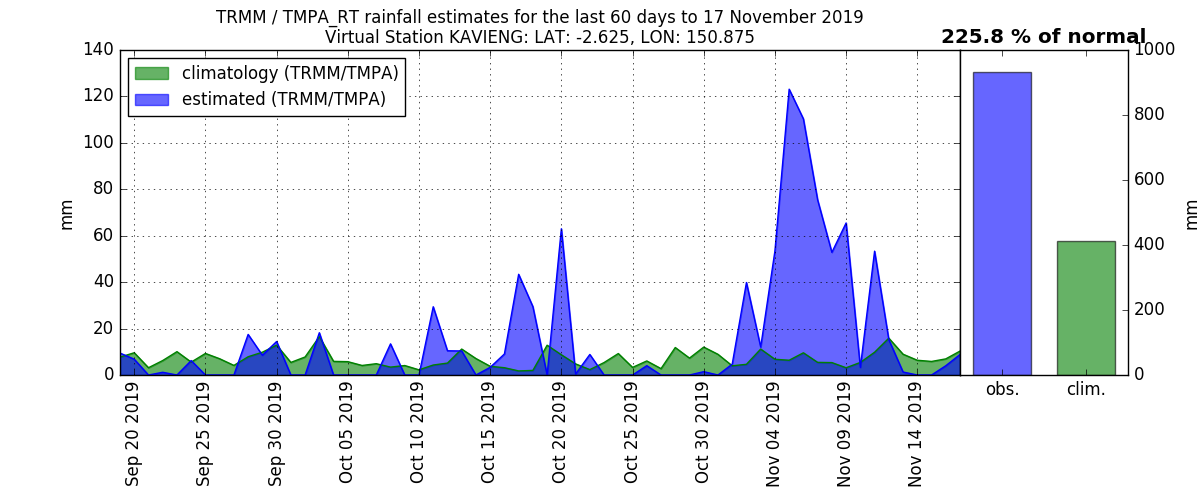 TRMM / TMPA_RT rainfall estimates for the last 60 days to 17 November 2019
Virtual Station KAVIENG: LAT: -2.625, LON: 150.875
225.8 % of normal
climatology (TRMM/TMPA)
estimated (TRMM/TMPA)
mm
140
120
100
80
60
40
20
0
Sep 20 2019
Sep 25 2019
Sep 30 2019
Oct 05 2019
Oct 10 2019
Oct 15 2019
Oct 20 2019
Oct 25 2019
Oct 30 2019
Nov 04 2019
Nov 09 2019
Nov 14 2019
obs.
clim.
1000
800
600
400
200
0
mm